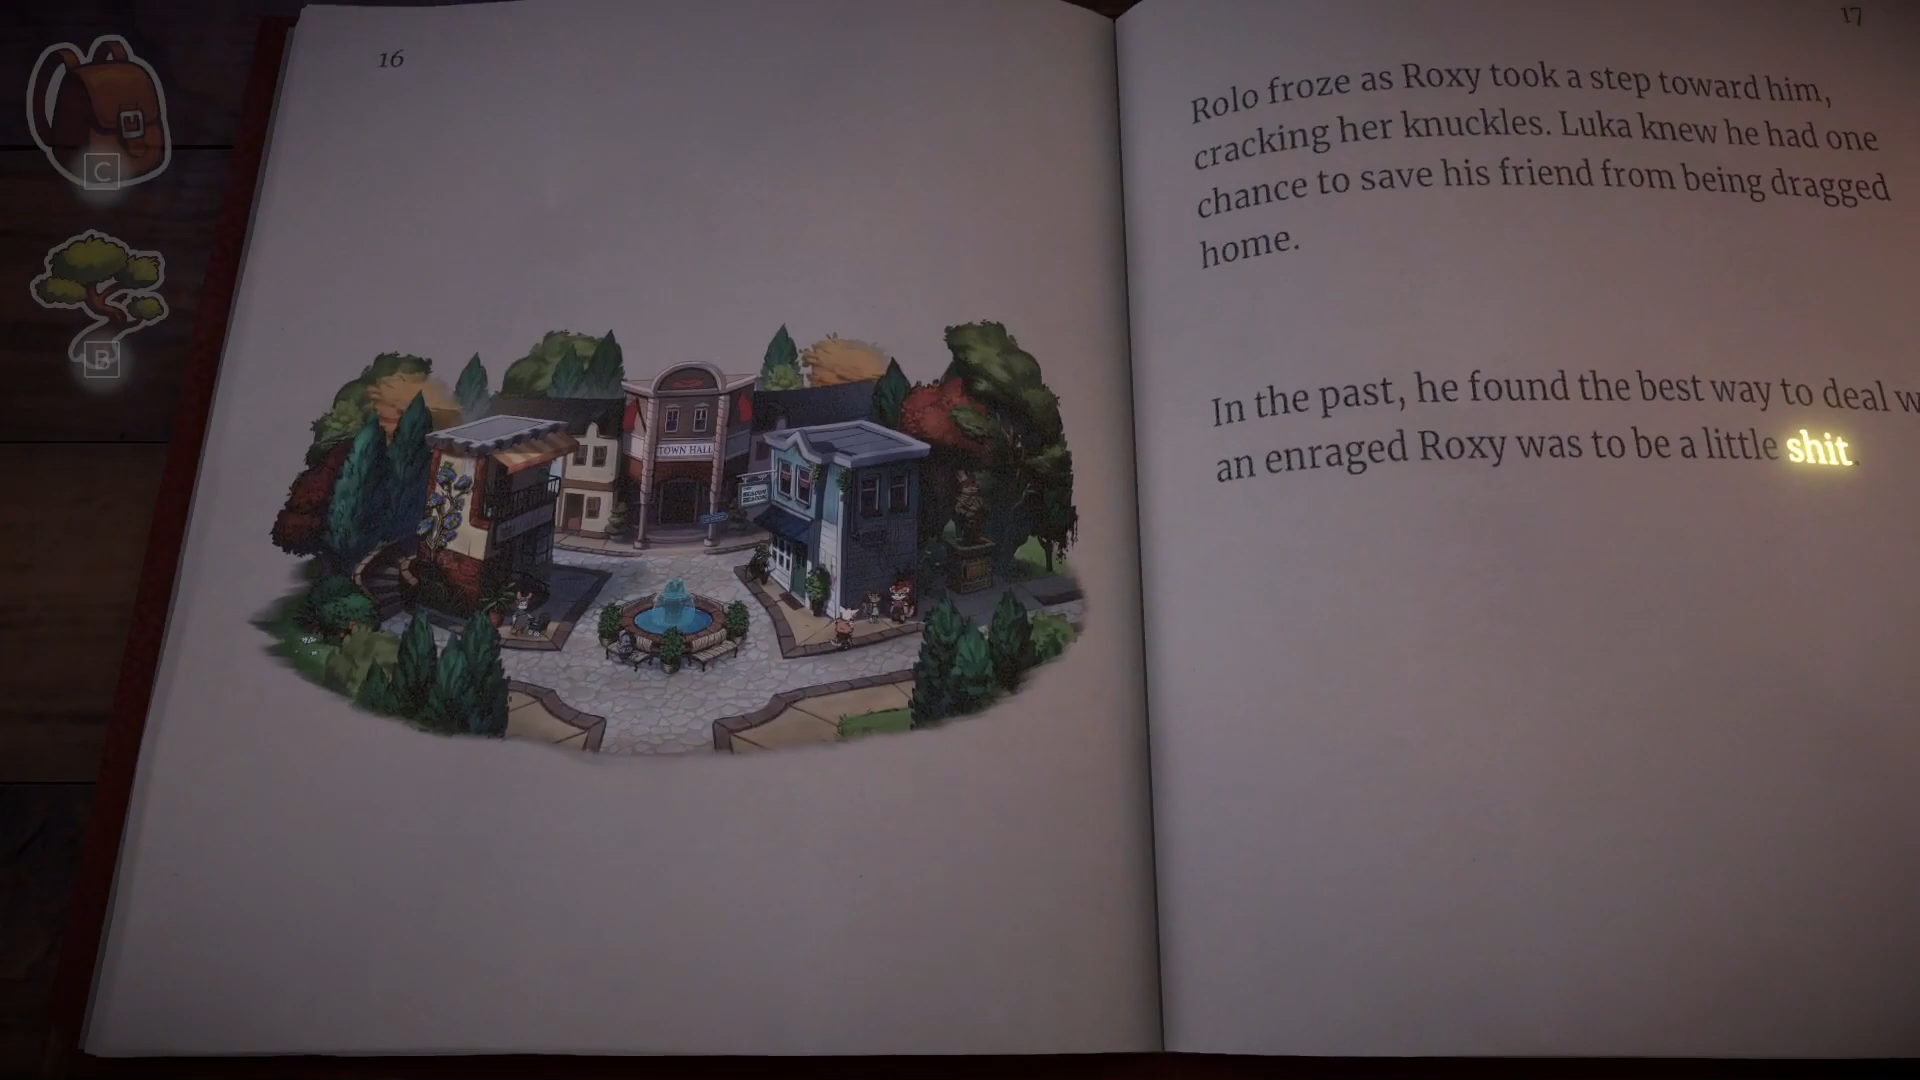 C
B
16
TOWN HALL
17
Rolo froze as Roxy took a step toward him,
cracking her knuckles. Luka knew he had one
chance to save his friend from being dragged
home.
In the past, he found the best way to deal w
an enraged Roxy was to be a little shit.